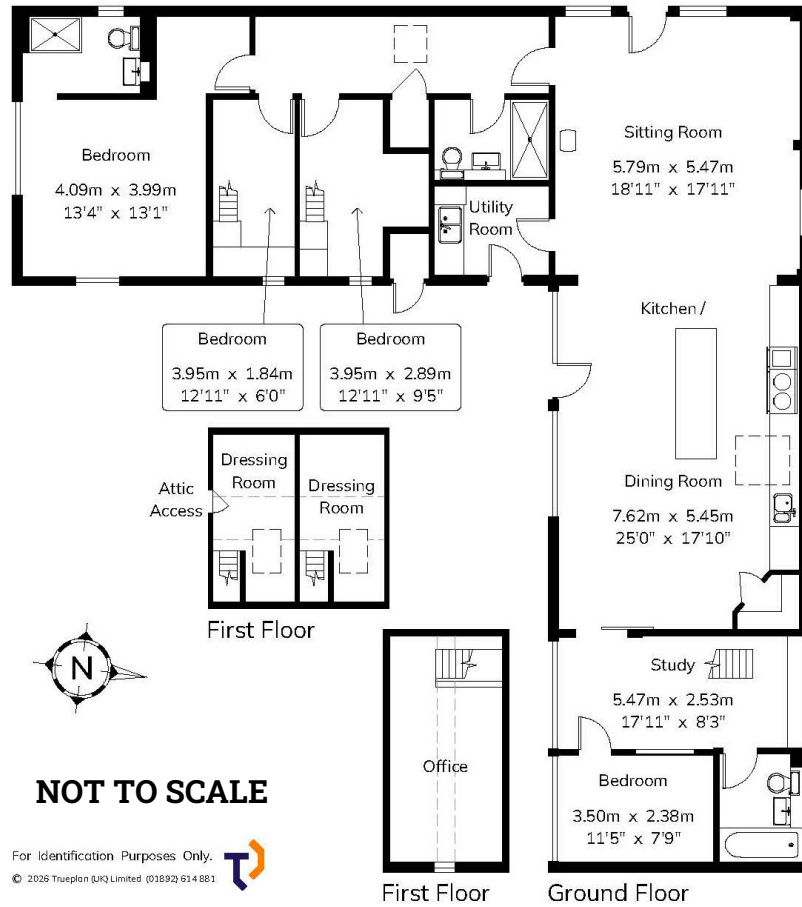 Bedroom
4.09m x 3.99m
13'4" x 13'1"
Sitting Room
5.79m x 5.47m
18'11" x 17'11"
Utility
Room
Kitchen /
Bedroom
3.95m x 1.84m
12'11" x 6'0"
Bedroom
3.95m x 2.89m
12'11" x 9'5"
Dining Room
7.62m x 5.45m
25'0" x 17'10"
Attic
Access
Dressing
Room
Dressing
Room
First Floor
N
Study
5.47m x 2.53m
17'11" x 8'3"
Office
Bedroom
3.50m x 2.38m
11'5" x 7'9"
NOT TO SCALE
For Identification Purposes Only.
© 2026 Trueplan (UK) Limited (01892) 614 881
First Floor
Ground Floor